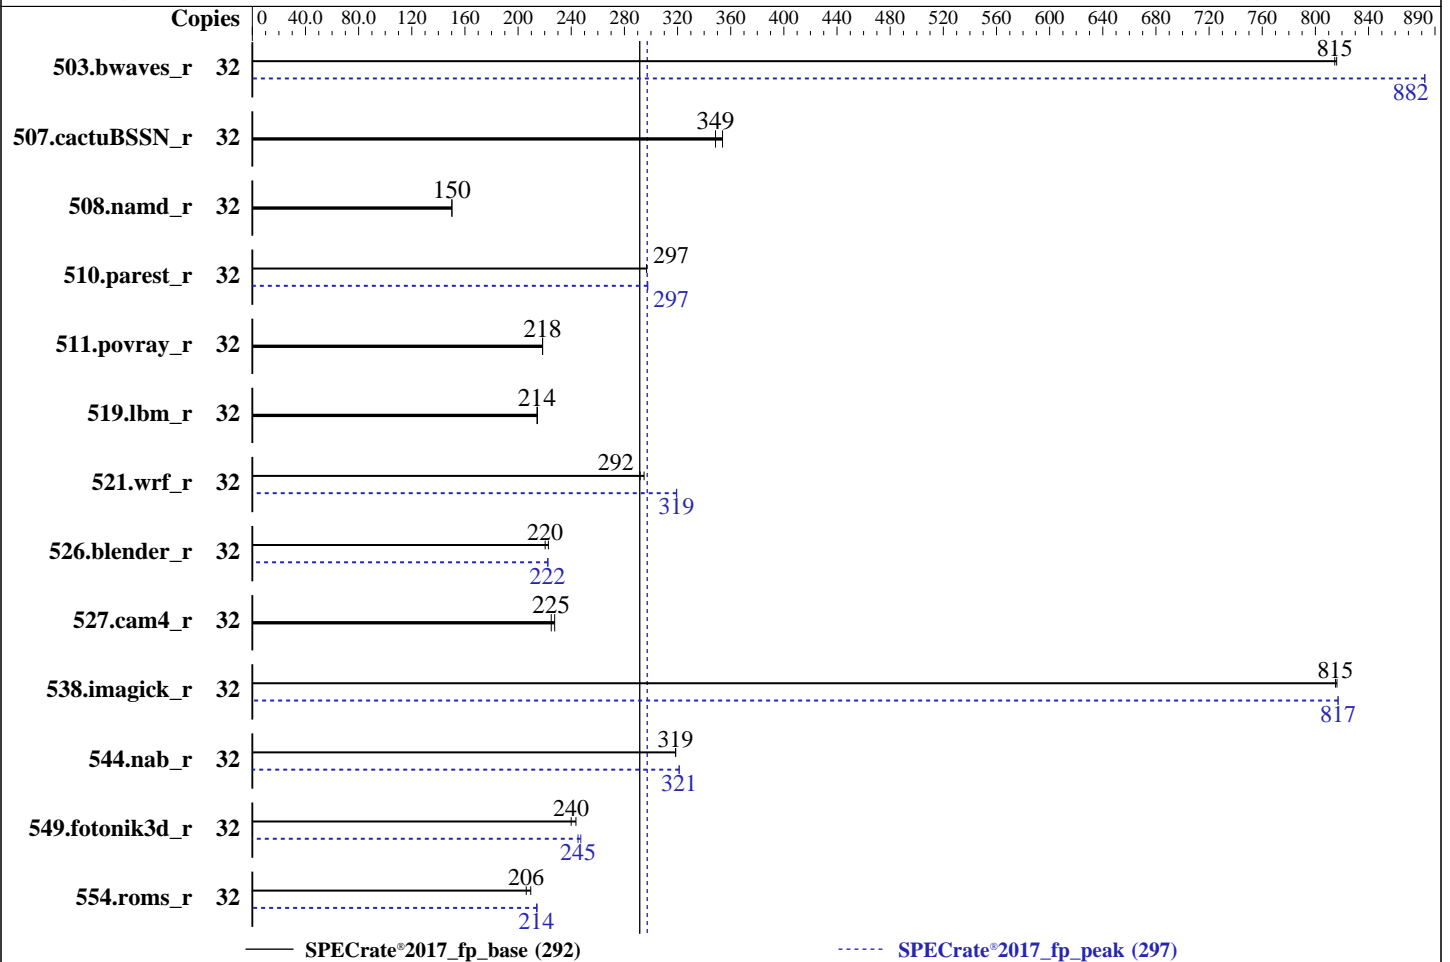 Copies 0 40.0 80.0 120 160 200 240 280 320 360 400 440 480 520 560 600 640 680 720 760 800 840 890
815
503.bwaves_r 32
882
349
507.cactuBSSN_r 32
150
508.namd_r 32
297
510.parest_r 32
297
218
511.povray_r 32
214
519.lbm_r 32
292
521.wrf_r 32
319
220
526.blender_r 32
222
225
527.cam4_r 32
815
538.imagick_r 32
817
319
544.nab_r 32
321
240
549.fotonik3d_r 32
245
206
554.roms_r 32
214
SPECrate®2017_fp_base (292) SPECrate®2017_fp_peak (297)